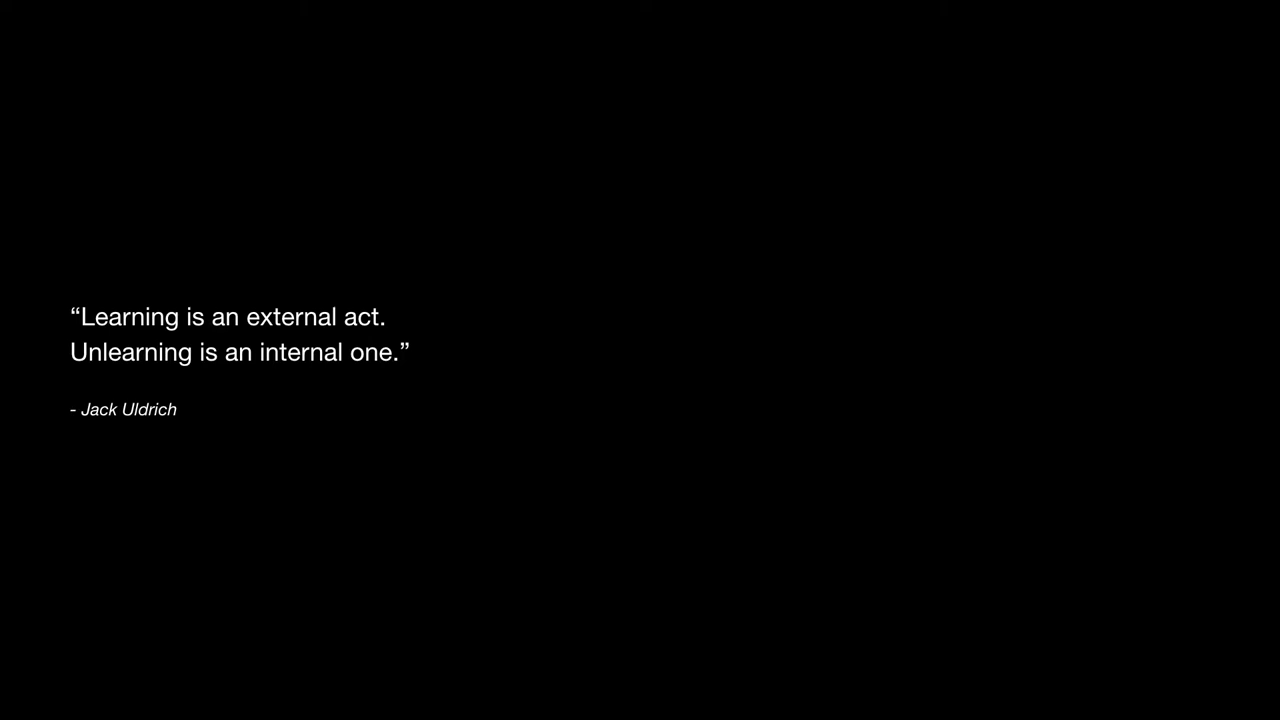 “Learning is an external act.
Unlearning is an internal one.”
- Jack Uldrich